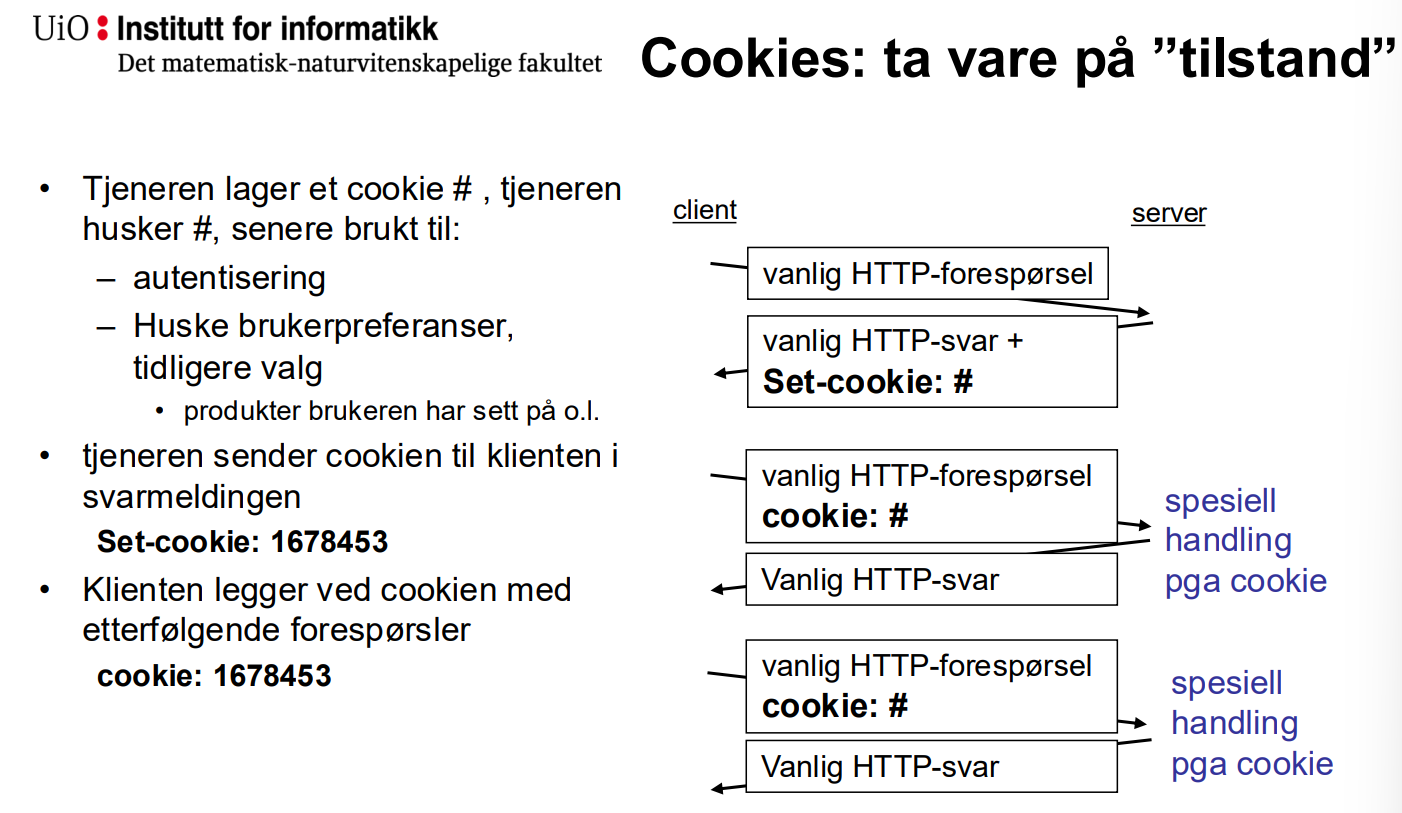 UiO : Institutt for informatikk
Det matematisk-naturvitenskapelige fakultet
Cookies: ta vare på ”tilstand”
• Tjeneren lager et cookie # , tjeneren
husker #, senere brukt til:
– autentisering
– Huske brukerpreferanser,
tidligere valg
• produkter brukeren har sett på o.l.
• tjeneren sender cookien til klienten i
svarmeldingen
Set-cookie: 1678453
• Klienten legger ved cookien med
etterfølgende forespørsler
cookie: 1678453
client
server
vanlig HTTP-forespørsel
vanlig HTTP-svar +
Set-cookie: #
vanlig HTTP-forespørsel
cookie: #
Vanlig HTTP-svar
spesiell
handling
pga cookie
vanlig HTTP-forespørsel
cookie: #
Vanlig HTTP-svar
spesiell
handling
pga cookie